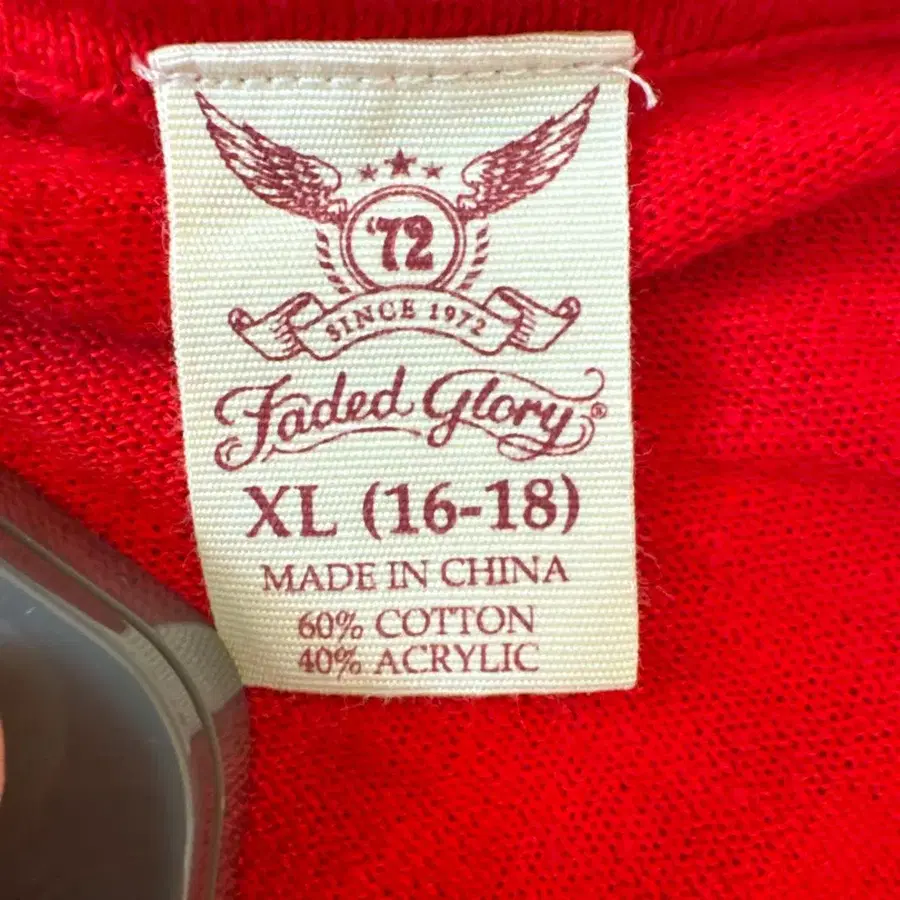 '72
SINCE 1972
Faded Glory®
XL (16-18)
MADE IN CHINA
60% COTTON
40% ACRYLIC